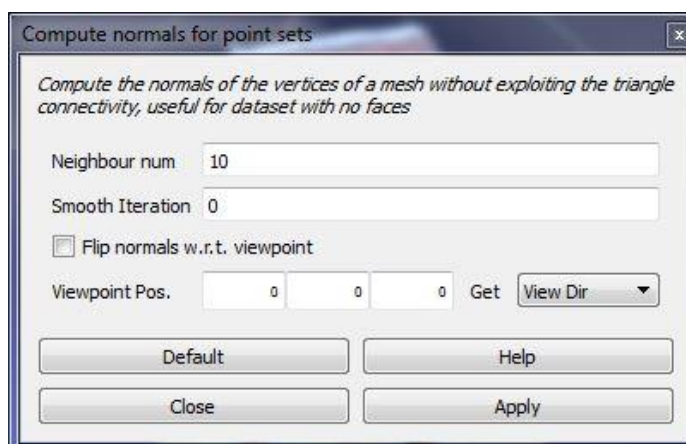 Compute normals for point sets
x
Compute the normals of the vertices of a mesh without exploiting the triangle
connectivity, useful for dataset with no faces
Neighbour num 10
Smooth Iteration 0
Flip normals w.r.t. viewpoint
Viewpoint Pos. 0 0 0 Get View Dir
Default Help
Close Apply